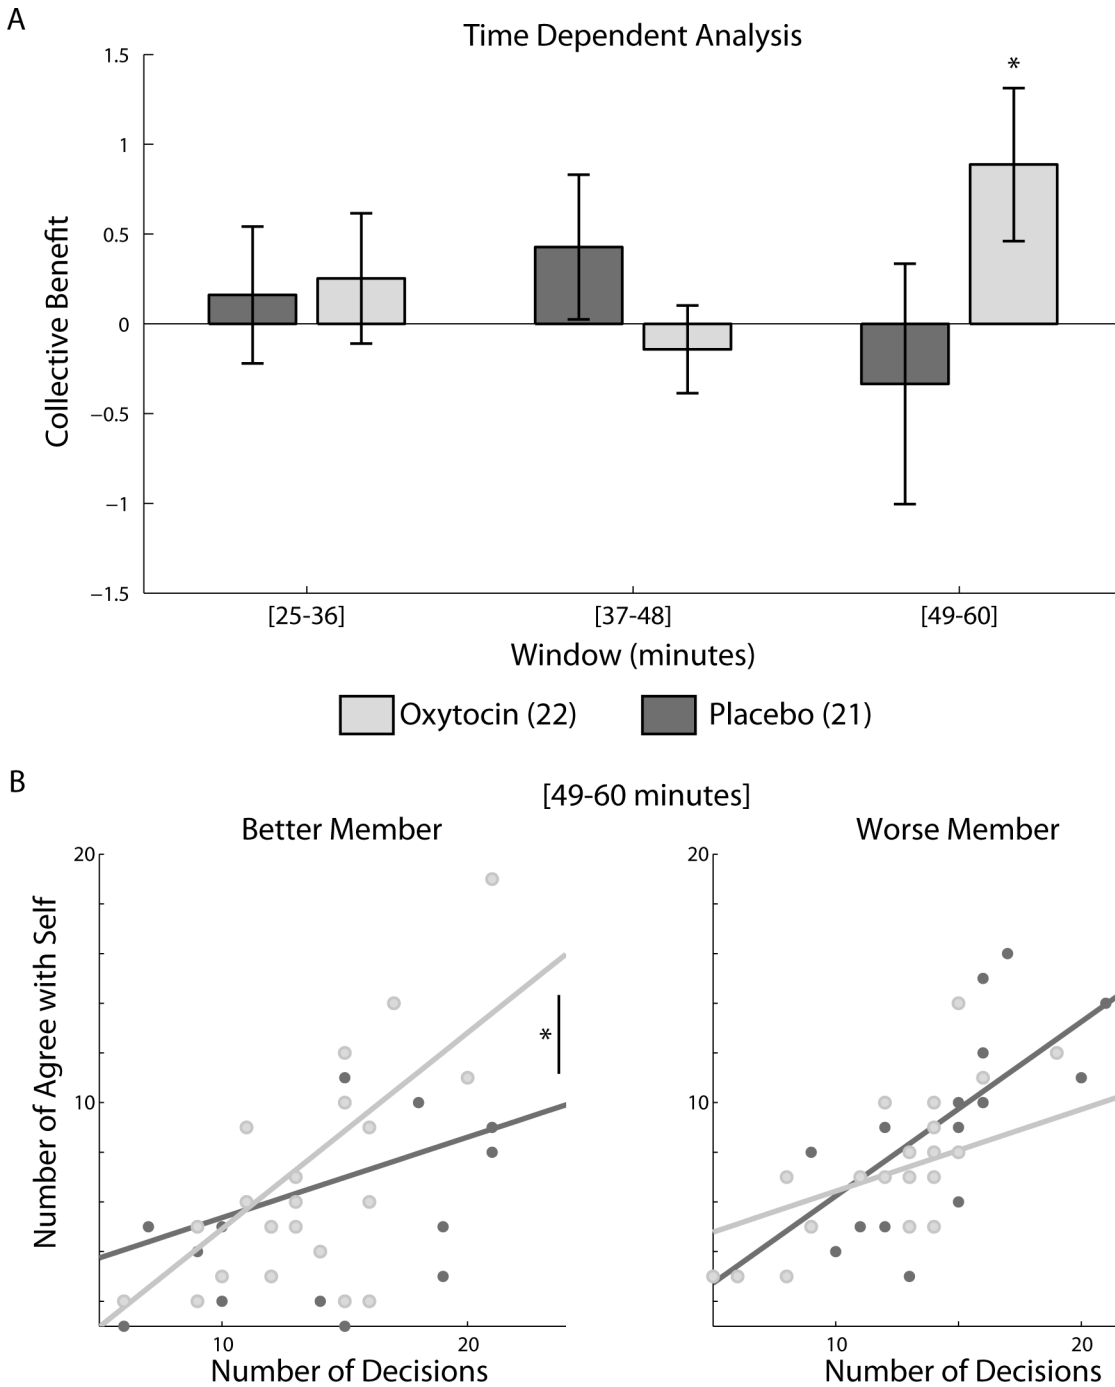 A
Time Dependent Analysis
*
1.5
1
0.5
0
−0.5
−1
−1.5
Collective Benefit
[25-36]
[37-48]
[49-60]
Window (minutes)
Oxytocin (22)
Placebo (21)
B
[49-60 minutes]
Better Member
20
10
Number of Agree with Self
*
10
20
Number of Decisions
Worse Member
20
10
10
20
Number of Decisions